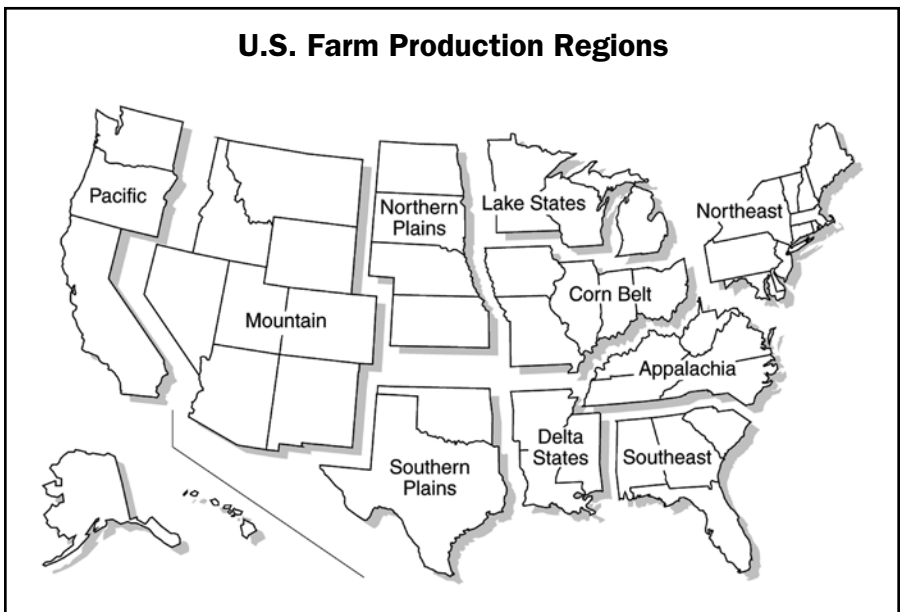 U.S. Farm Production Regions
Pacific
Northern
Plains
Lake States
Northeast
Corn Belt
Mountain
Appalachia
Delta
States
Southeast
Southern
Plains